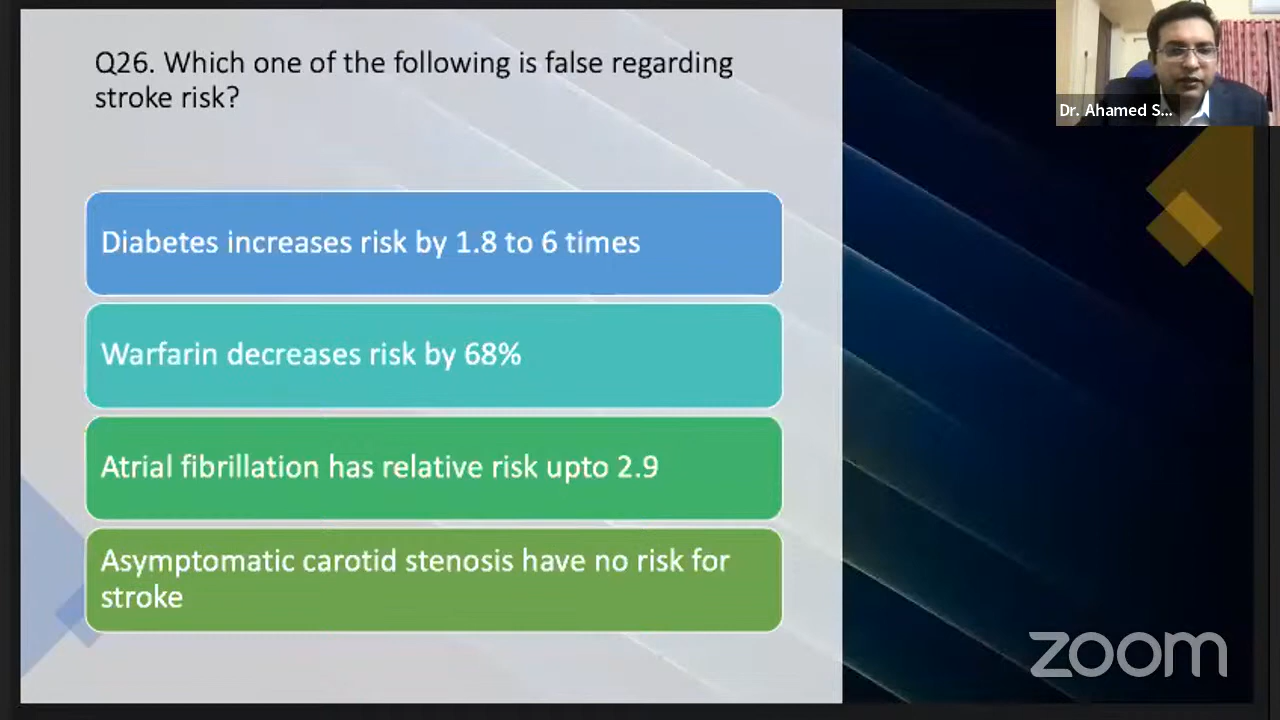 Q26. Which one of the following is false regarding
stroke risk?
Diabetes increases risk by 1.8 to 6 times
Warfarin decreases risk by 68%
Atrial fibrillation has relative risk upto 2.9
Asymptomatic carotid stenosis have no risk for
stroke
Dr. Ahamed S...
zoom